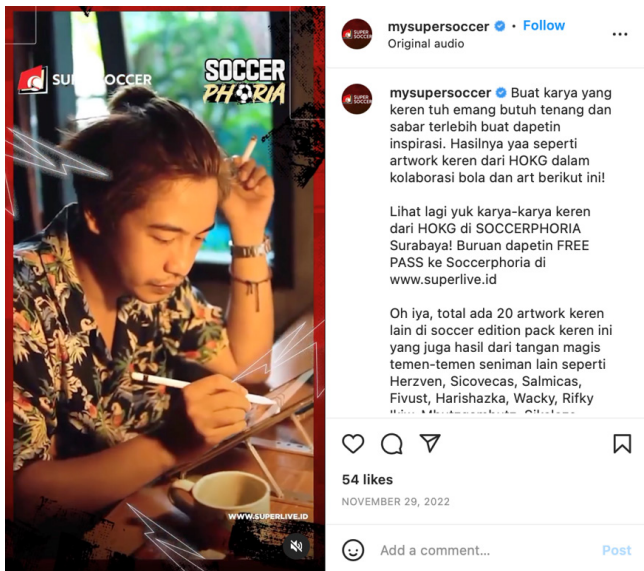 SUPER SOCCER
SOCCER
PHORIA
WWW.SUPERLIVE.ID
mysupersoccer • Follow
Original audio
mysupersoccer Buat karya yang
keren tuh emang butuh tenang dan
sabar terlebih buat dapetin
inspirasi. Hasilnya yaa seperti
artwork keren dari HOKG dalam
kolaborasi bola dan art berikut ini!
Lihat lagi yuk karya-karya keren
dari HOKG di SOCCERPHORIA
Surabaya! Buruan dapetin FREE
PASS ke Soccerphoria di
www.superlive.id
Oh iya, total ada 20 artwork keren
lain di soccer edition pack keren ini
yang juga hasil dari tangan magis
temen-temen seniman lain seperti
Herzven, Sicovecas, Salmicas,
Fivust, Harishazka, Wacky, Rifky
54 likes
NOVEMBER 29, 2022
Add a comment...
Post